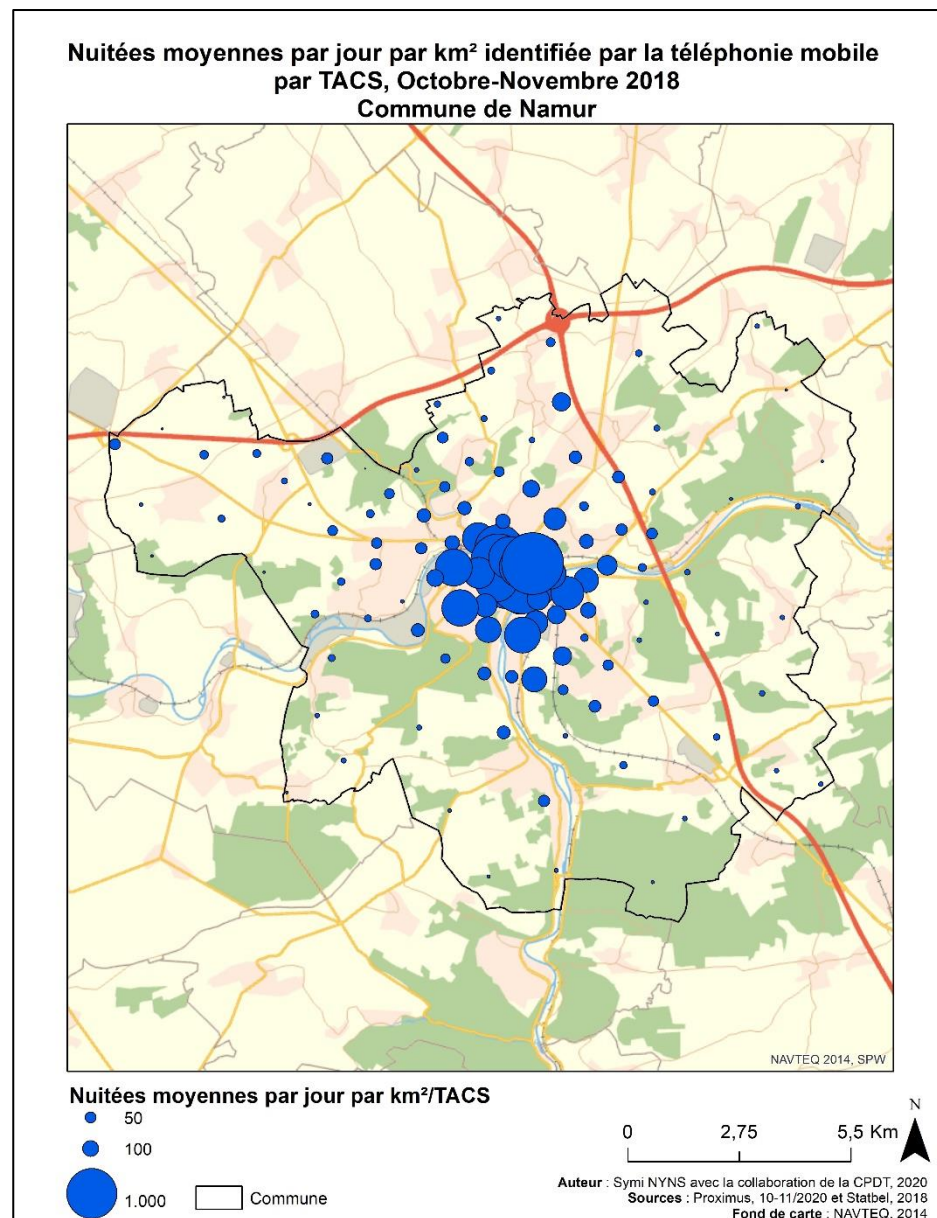 Nuitées moyennes par jour par km² identifiée par la téléphonie mobile
par TACS, Octobre-Novembre 2018
Commune de Namur
NAVTEQ 2014, SPW
Nuitées moyennes par jour par km²/TACS
50
100
1.000
Commune
N
0 2,75 5,5 Km
Auteur : Symi NYNS avec la collaboration de la CPDT, 2020
Sources : Proximus, 10-11/2020 et Statbel, 2018
Fond de carte : NAVTEQ, 2014